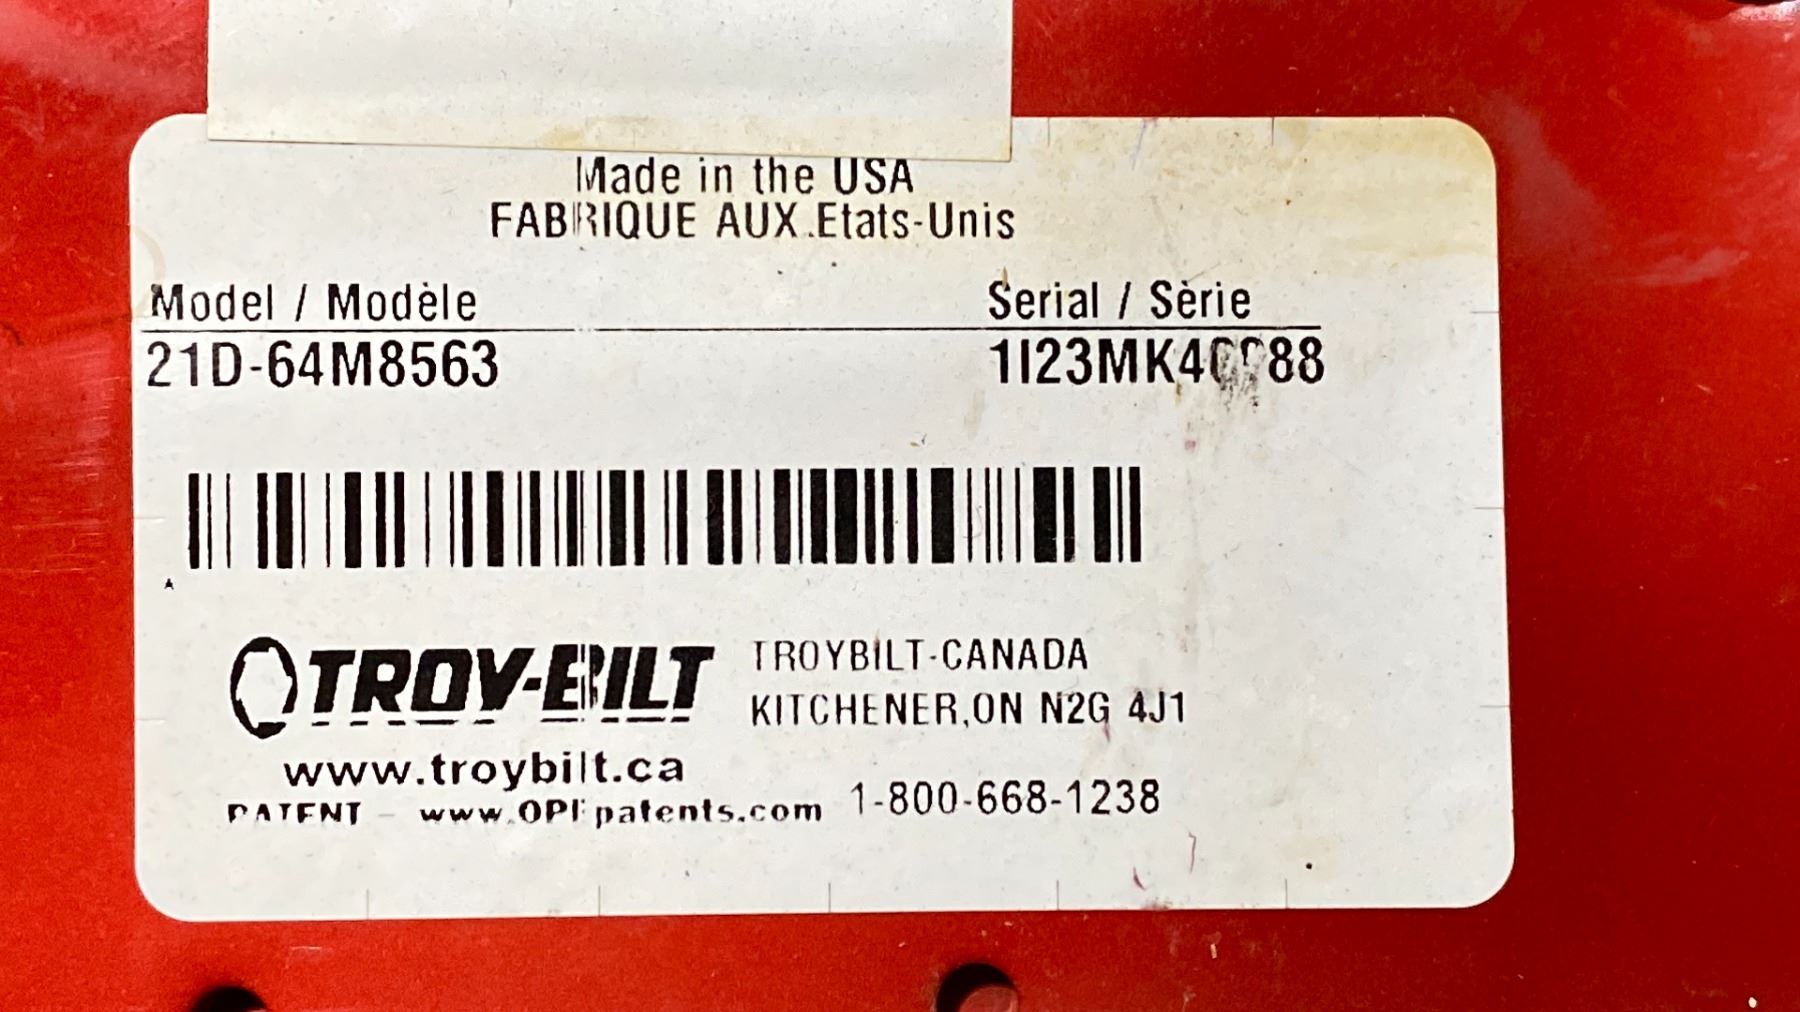 Made in the USA
FABRIQUE AUX.Etats-Unis
Model / Modèle
Serial / Sèrie
21D-64M8563
TROY-BILT
TROYBILT-CANADA
KITCHENER,ON N2G 4J1
www.troybilt.ca
PATENT - www.OPEpatents.com
1-800-668-1238